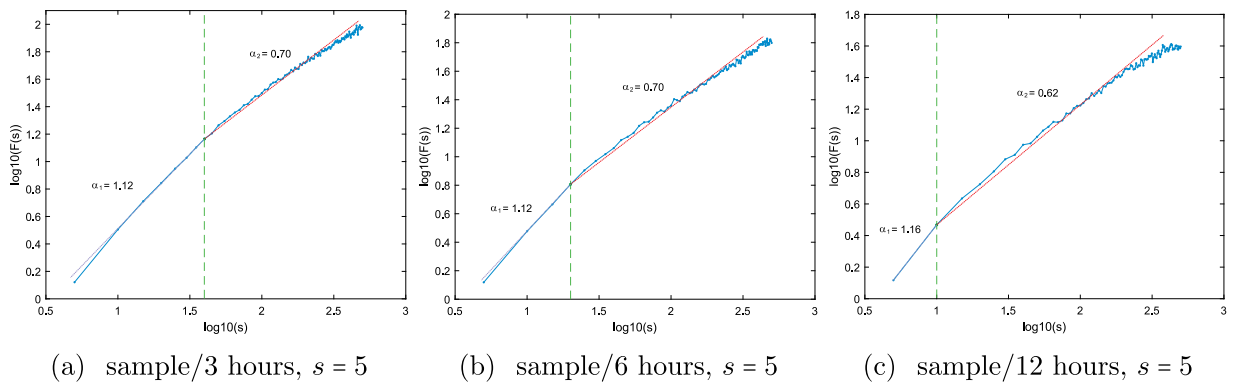 2
1.8
1.6
1.4
1.2
1
0.8
0.6
0.4
0.2
0
0.5 1 1.5 2 2.5 3
log10(s)
log10(F(s))
α₁ = 1.12
α₂ = 0.70
(a) sample/3 hours, s = 5
2
1.8
1.6
1.4
1.2
1
0.8
0.6
0.4
0.2
0
0.5 1 1.5 2 2.5 3
log10(s)
log10(F(s))
α₁ = 1.12
α₂ = 0.70
(b) sample/6 hours, s = 5
1.8
1.6
1.4
1.2
1
0.8
0.6
0.4
0.2
0
0.5 1 1.5 2 2.5 3
log10(s)
log10(F(s))
α₁ = 1.16
α₂ = 0.62
(c) sample/12 hours, s = 5